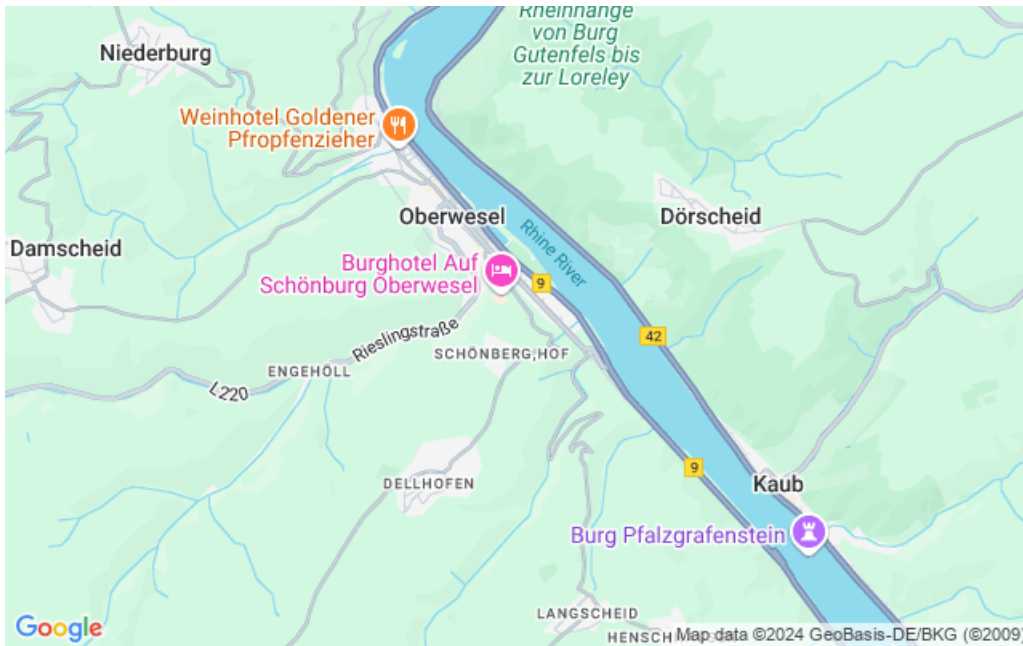 Rheinhänge
von Burg
Gutenfels bis
zur Loreley
Niederburg
Weinhotel Goldener
Pfropfenzieher
Oberwesel
Dörscheid
Damscheid
Rhine River
Burghotel Auf
Schönburg Oberwesel
9
Rieslingstraße
42
SCHÖNBERG,HOF
ENGEHÖLL
L220
9
DELLHOFEN
Kaub
Burg Pfalzgrafenstein
LANGSCHEID
Google
Map data ©2024 GeoBasis-DE/BKG (©2009)